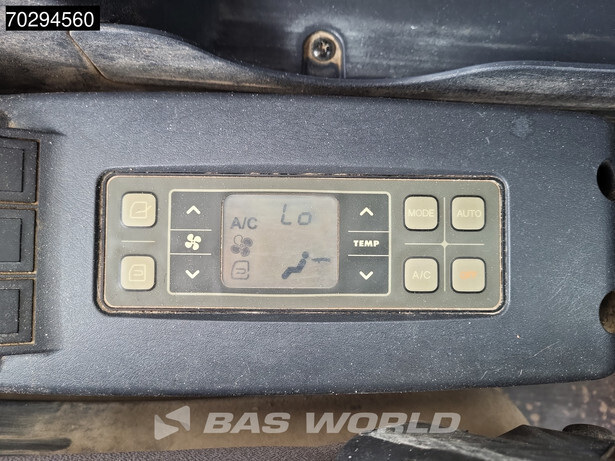 70294560
A/C Lo
TEMP
MODE AUTO
A/C
BAS WORLD